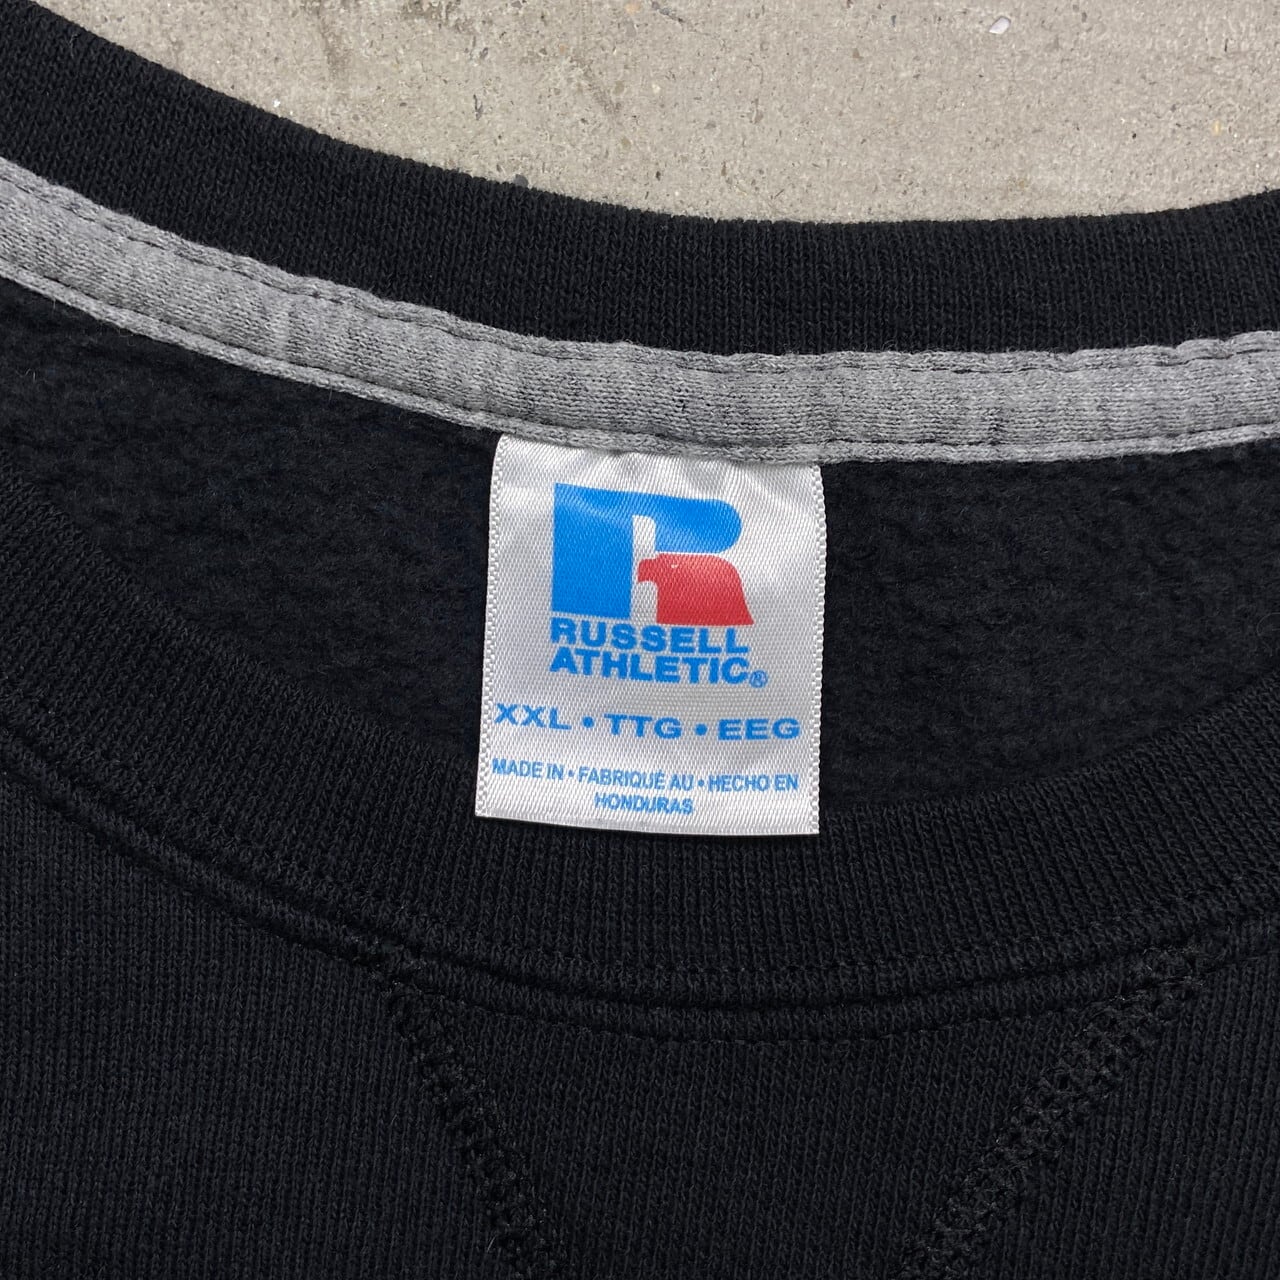 RUSSELL
ATHLETIC®
XXL • TTG • EEG
MADE IN • FABRIQUÉ AU • HECHO EN
HONDURAS